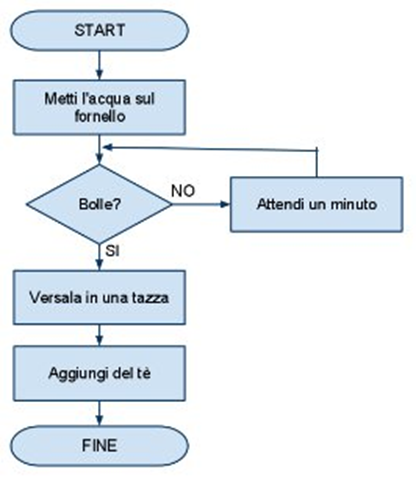 START
Metti l'acqua sul
fornello
Bolle?
NO
Attendi un minuto
SI
Versala in una tazza
Aggiungi del tè
FINE